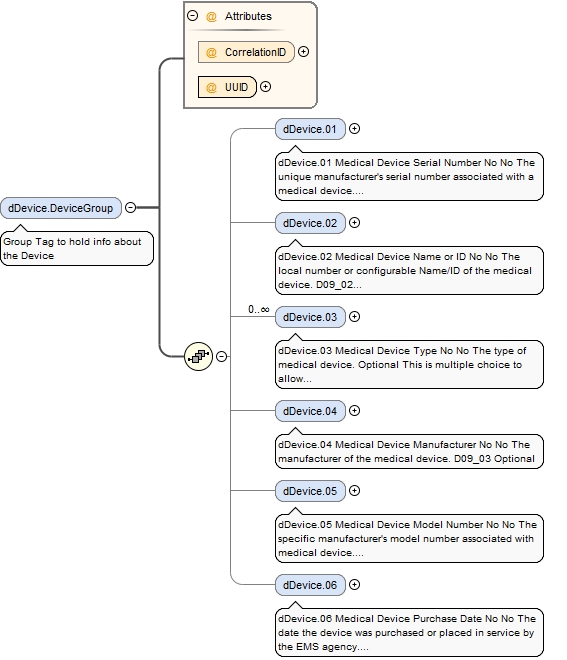 @ Attributes
@ CorrelationID
@ UUID
dDevice.DeviceGroup
Group Tag to hold info about
the Device
dDevice.01
dDevice.01 Medical Device Serial Number No No The
unique manufacturer's serial number associated with a
medical device....
dDevice.02
dDevice.02 Medical Device Name or ID No No The
local number or configurable Name/ID of the medical
device. D09_02...
0..∞
dDevice.03
dDevice.03 Medical Device Type No No The type of
medical device. Optional This is multiple choice to
allow...
dDevice.04
dDevice.04 Medical Device Manufacturer No No The
manufacturer of the medical device. D09_03 Optional
dDevice.05
dDevice.05 Medical Device Model Number No No The
specific manufacturer's model number associated with
medical device....
dDevice.06
dDevice.06 Medical Device Purchase Date No No The
date the device was purchased or placed in service by
the EMS agency....